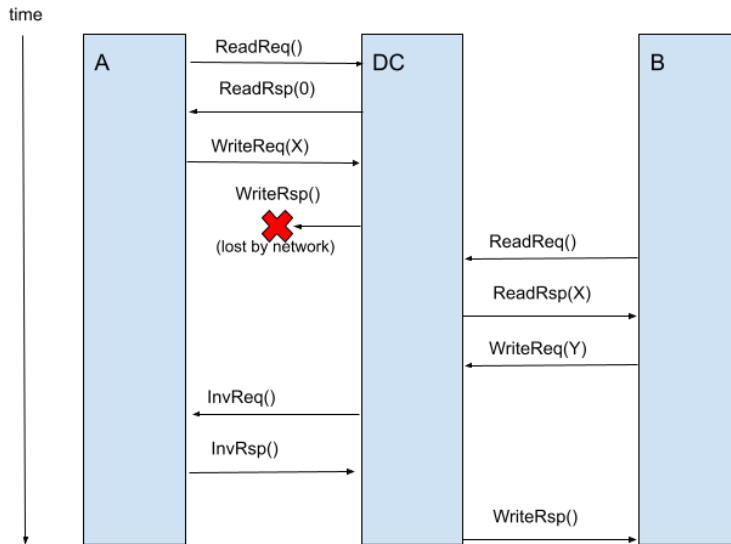 time
A
DC
B
ReadReq()
ReadRsp(0)
WriteReq(X)
WriteRsp()
(lost by network)
ReadReq()
ReadRsp(X)
WriteReq(Y)
InvReq()
InvRsp()
WriteRsp()